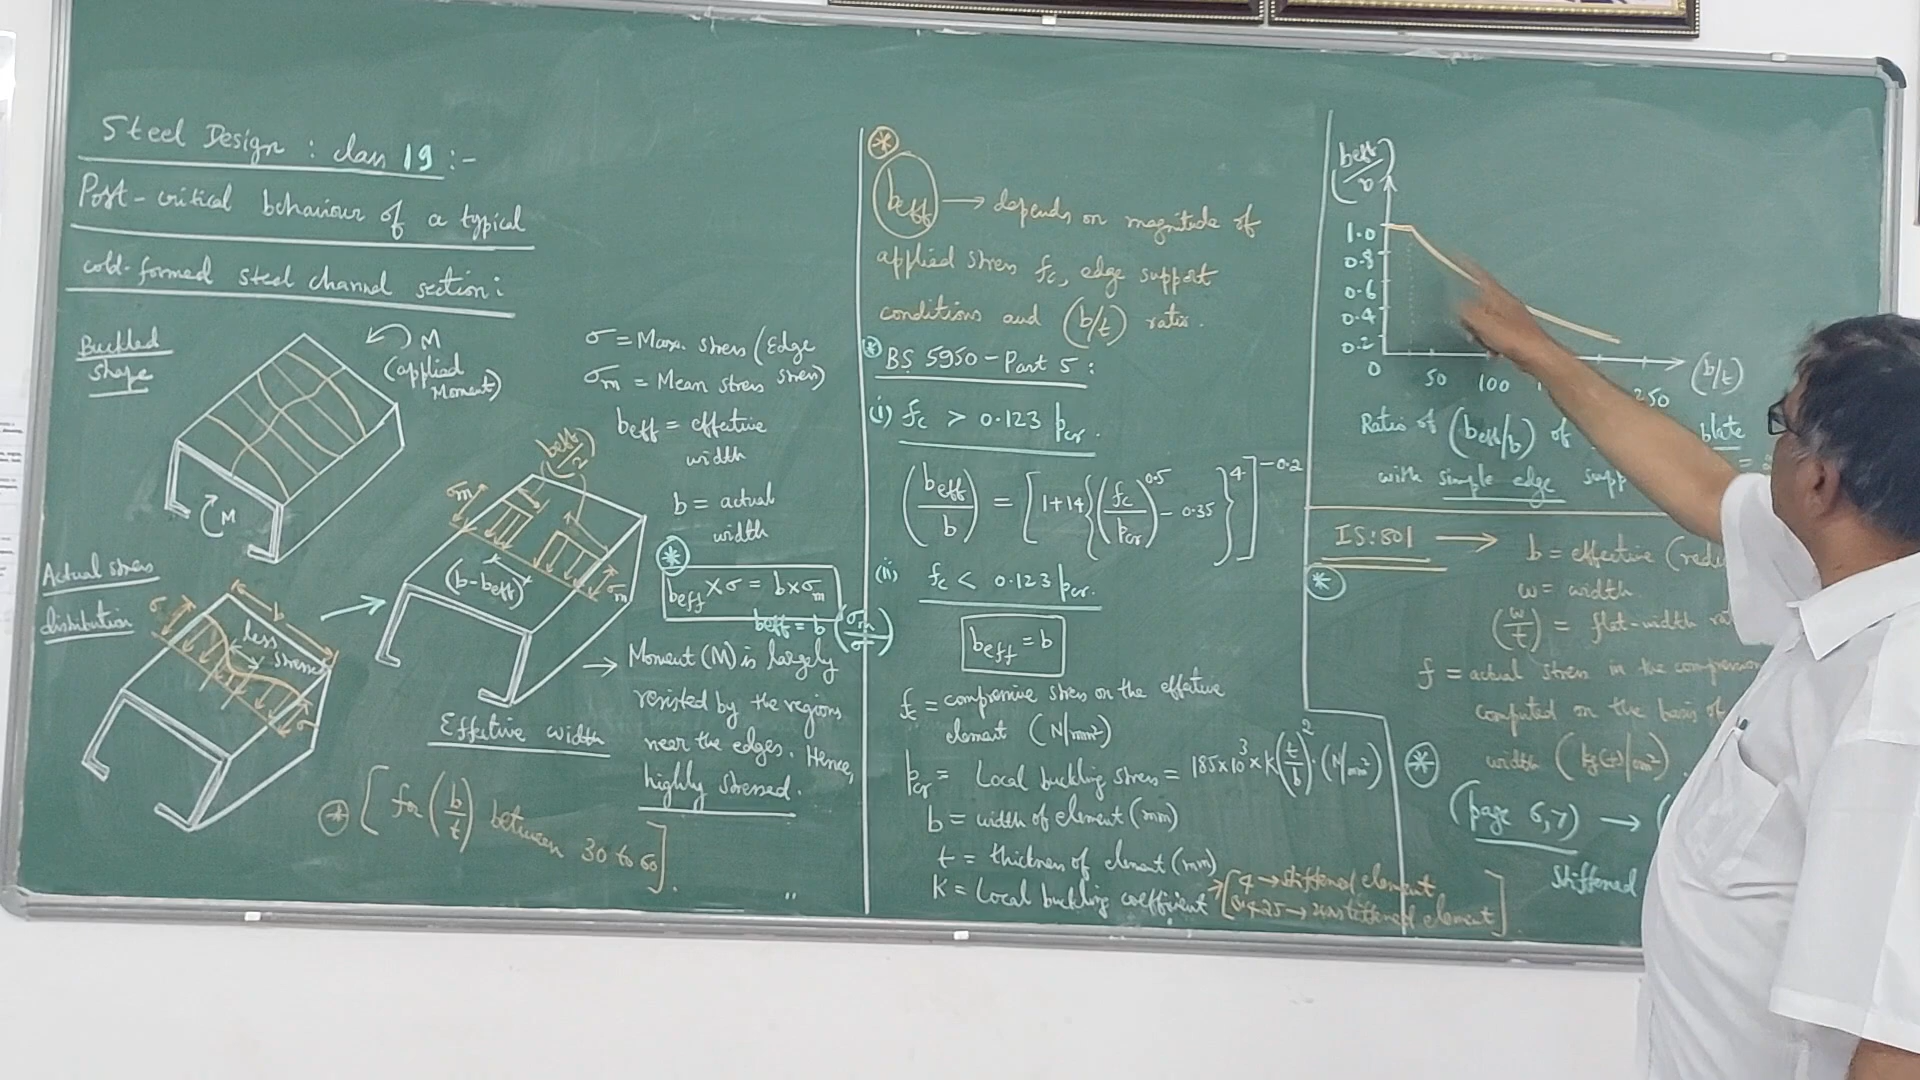 Steel Design : class 19 :-
Post-critical behaviour of a typical
cold-formed steel channel section :
Buckled
shape
M
(applied
Moment)
M
Actual stress
distribution
σ
b
less
stressed
σ
σm
beff/2
(b-beff)
σm
Effective width
⊛ [for (b/t) between 30 to 60].
σ = Max. stress (Edge
stress)
σm = Mean stress
beff = effective
width
b = actual
width
⊛
beff × σ = b × σm
beff = b (σm/σ)
→ Moment (M) is largely
resisted by the regions
near the edges. Hence,
highly stressed.
⊛
beff → depends on magnitude of
applied stress fc, edge support
conditions and (b/t) ratio.
⊛ BS 5950 - Part 5 :
(i) fc > 0.123 pcr.
(beff/b) = [1+14{(fc/pcr)^0.5 - 0.35}^4]^-0.2
(ii) fc < 0.123 pcr.
beff = b
fc = compressive stress on the effective
element (N/mm²)
pcr = Local buckling stress = 185×10³ × K(t/b)². (N/mm²)
b = width of element (mm)
t = thickness of element (mm)
K = Local buckling coefficient → [4 → stiffened element
0.425 → unstiffened element].
(beff/b)
1.0
0.8
0.6
0.4
0.2
0 50 100 250 (b/t)
Ratio of (beff/b) of plate
with simple edge
IS:801 → b = effective
⊛
w = width.
(w/t) = flat-width
f = actual stress in the compression
computed on the basis of
width (kg(f)/cm²).
⊛
(page 6,7) →
Stiffened